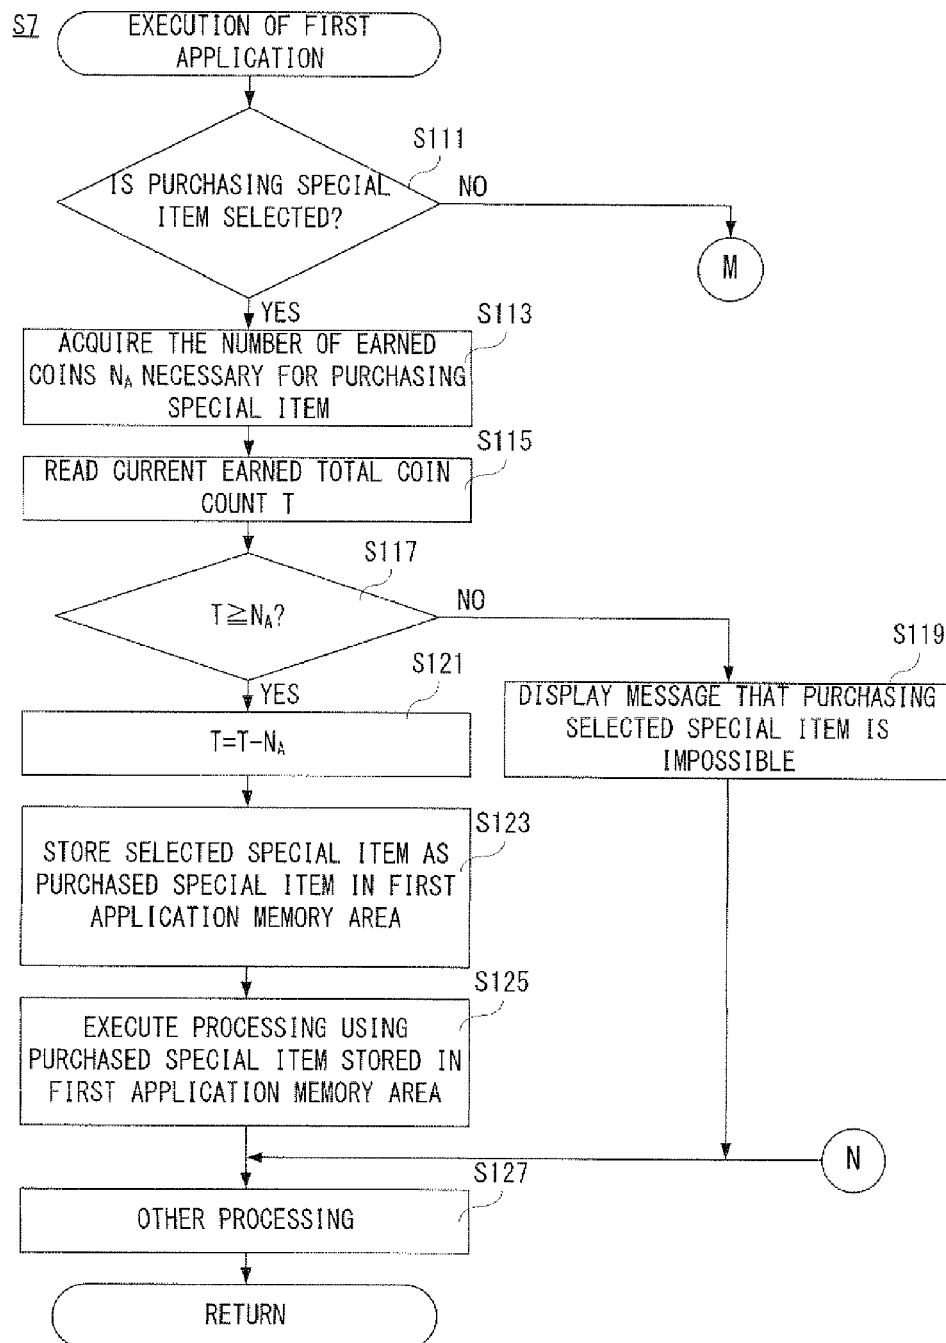 S7
EXECUTION OF FIRST
APPLICATION
S111
IS PURCHASING SPECIAL
ITEM SELECTED?
NO
M
YES
S113
ACQUIRE THE NUMBER OF EARNED
COINS NA NECESSARY FOR PURCHASING
SPECIAL ITEM
S115
READ CURRENT EARNED TOTAL COIN
COUNT T
S117
T≧NA?
NO
S119
DISPLAY MESSAGE THAT PURCHASING
SELECTED SPECIAL ITEM IS
IMPOSSIBLE
YES
S121
T=T-NA
S123
STORE SELECTED SPECIAL ITEM AS
PURCHASED SPECIAL ITEM IN FIRST
APPLICATION MEMORY AREA
S125
EXECUTE PROCESSING USING
PURCHASED SPECIAL ITEM STORED IN
FIRST APPLICATION MEMORY AREA
N
S127
OTHER PROCESSING
RETURN